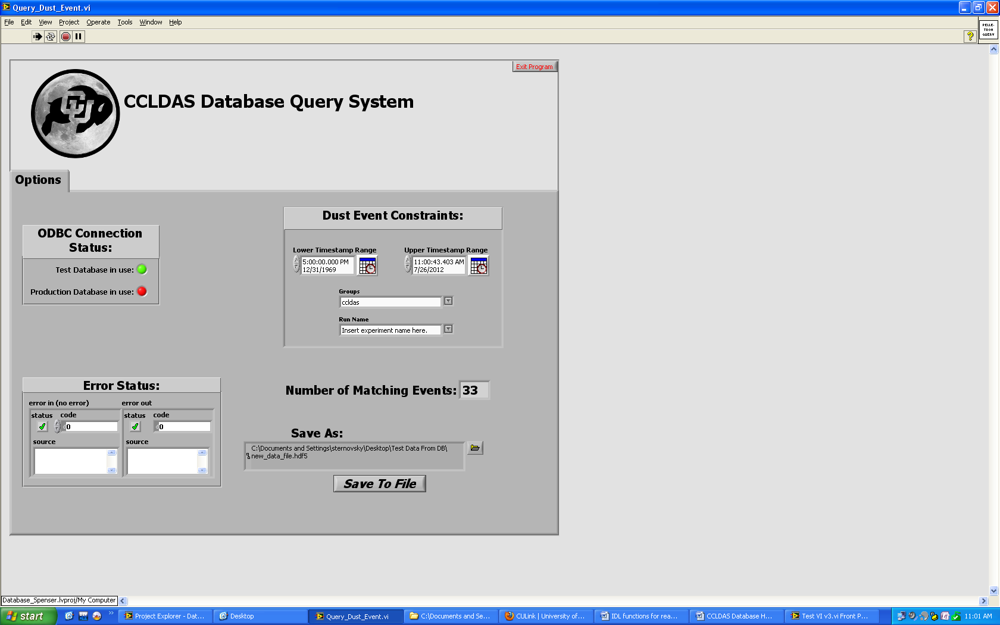 Query_Dust_Event.vi
File Edit View Project Operate Tools Window Help
PELLE-
TRON
QUERY
Exit Program
CU
CCLDAS Database Query System
Options
ODBC Connection
Status:
Test Database in use:
Production Database in use:
Dust Event Constraints:
Lower Timestamp Range
5:00:00.000 PM
12/31/1969
Upper Timestamp Range
11:00:43.403 AM
7/26/2012
Groups
ccldas
Run Name
Insert experiment name here.
Error Status:
error in (no error)
status code
d0
source
error out
status code
d0
source
Number of Matching Events: 33
Save As:
C:\Documents and Settings\sternovsky\Desktop\Test Data From DB\
new_data_file.hdf5
Save To File
Database_Spenser.lvproj/My Computer
start
Project Explorer - Dat...
Desktop
Query_Dust_Event.vi
C:\Documents and Se...
CULink | University of...
IDL functions for rea...
CCLDAS Database H...
Test VI v3.vi Front P...
11:01 AM